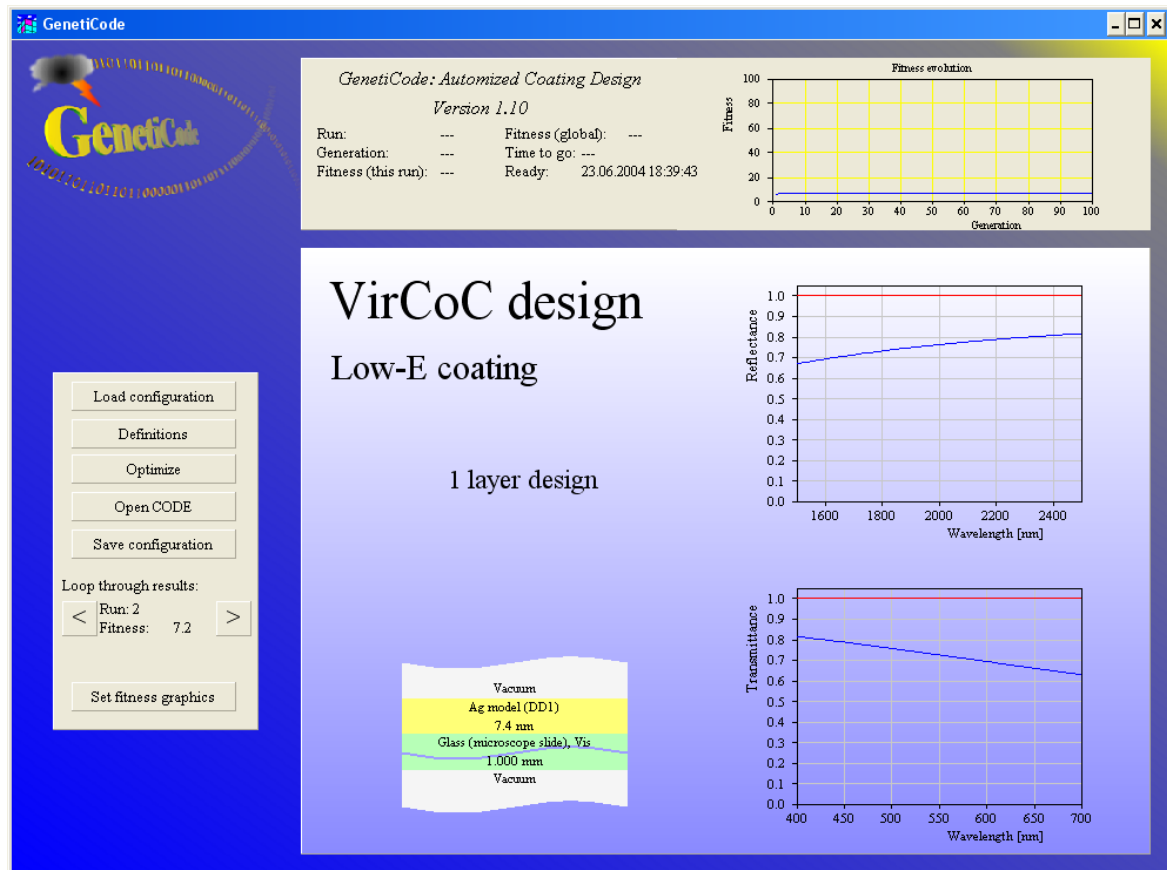 GenetiCode
GenetiCode
GenetiCode: Automized Coating Design
Version 1.10
Run: --- Fitness (global): ---
Generation: --- Time to go: ---
Fitness (this run): --- Ready: 23.06.2004 18:39:43
Fitness evolution
Fitness
100
80
60
40
20
0
0 10 20 30 40 50 60 70 80 90 100
Generation
Load configuration
Definitions
Optimize
Open CODE
Save configuration
Loop through results:
< Run: 2 >
Fitness: 7.2
Set fitness graphics
VirCoC design
Low-E coating
1 layer design
Vacuum
Ag model (DD1)
7.4 nm
Glass (microscope slide), Vis
1.000 mm
Vacuum
Reflectance
1.0
0.9
0.8
0.7
0.6
0.5
0.4
0.3
0.2
0.1
0.0
1600 1800 2000 2200 2400
Wavelength [nm]
Transmittance
1.0
0.9
0.8
0.7
0.6
0.5
0.4
0.3
0.2
0.1
0.0
400 450 500 550 600 650 700
Wavelength [nm]